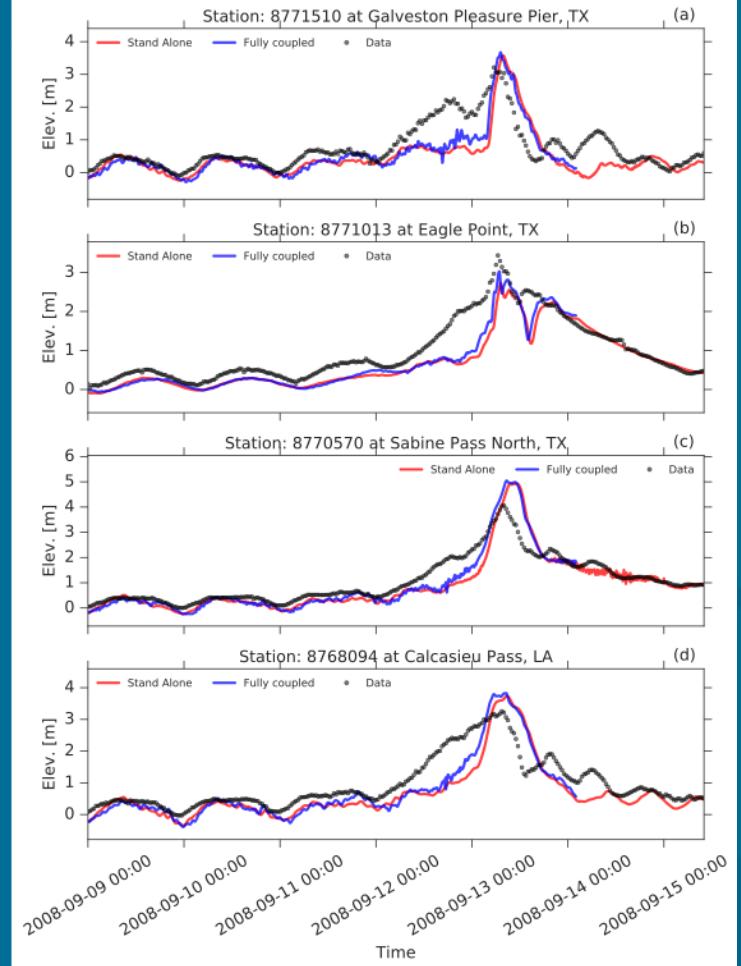 Station: 8771510 at Galveston Pleasure Pier, TX (a)
Stand Alone Fully coupled Data
4
3
2
1
0
Elev. [m]
Station: 8771013 at Eagle Point, TX (b)
Stand Alone Fully coupled Data
3
2
1
0
Elev. [m]
Station: 8770570 at Sabine Pass North, TX (c)
Stand Alone Fully coupled Data
6
5
4
3
2
1
0
Elev. [m]
Station: 8768094 at Calcasieu Pass, LA (d)
Stand Alone Fully coupled Data
4
3
2
1
0
Elev. [m]
2008-09-09 00:00
2008-09-10 00:00
2008-09-11 00:00
2008-09-12 00:00
2008-09-13 00:00
2008-09-14 00:00
2008-09-15 00:00
Time